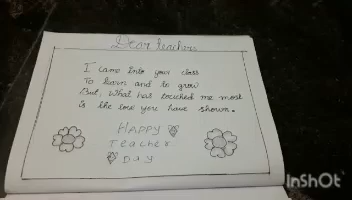 Dear teachers
I came into your class
To learn and to grow
But, What has touched me most
is the love you have shown.
HAPPY
Teacher
Day
InShOt